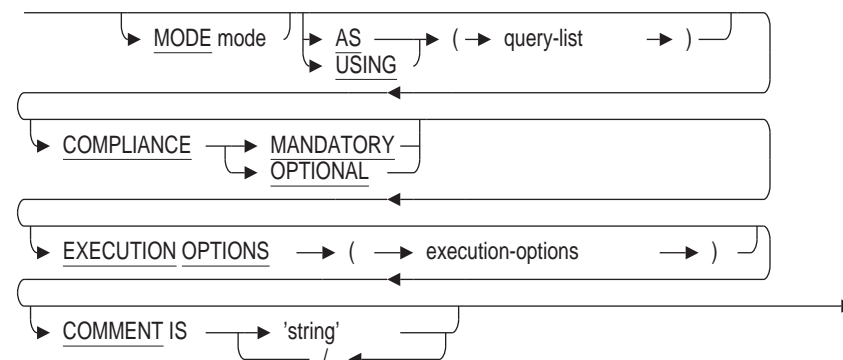 MODE mode AS ( query-list )
USING
COMPLIANCE MANDATORY
OPTIONAL
EXECUTION OPTIONS ( execution-options )
COMMENT IS 'string'
/